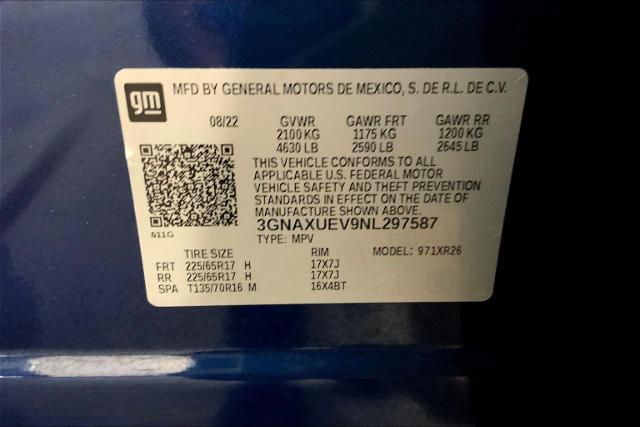 gm
MFD BY GENERAL MOTORS DE MEXICO, S. DE R.L. DE C.V.
08/22 GVWR GAWR FRT GAWR RR
2100 KG 1175 KG 1200 KG
4630 LB 2590 LB 2645 LB
THIS VEHICLE CONFORMS TO ALL
APPLICABLE U.S. FEDERAL MOTOR
VEHICLE SAFETY AND THEFT PREVENTION
STANDARDS IN EFFECT ON THE DATE OF
MANUFACTURE SHOWN ABOVE.
3GNAXUEV9NL297587
611G
TYPE: MPV
TIRE SIZE RIM MODEL: 971XR26
FRT 225/65R17 H 17X7J
RR 225/65R17 H 17X7J
SPA T135/70R16 M 16X4BT